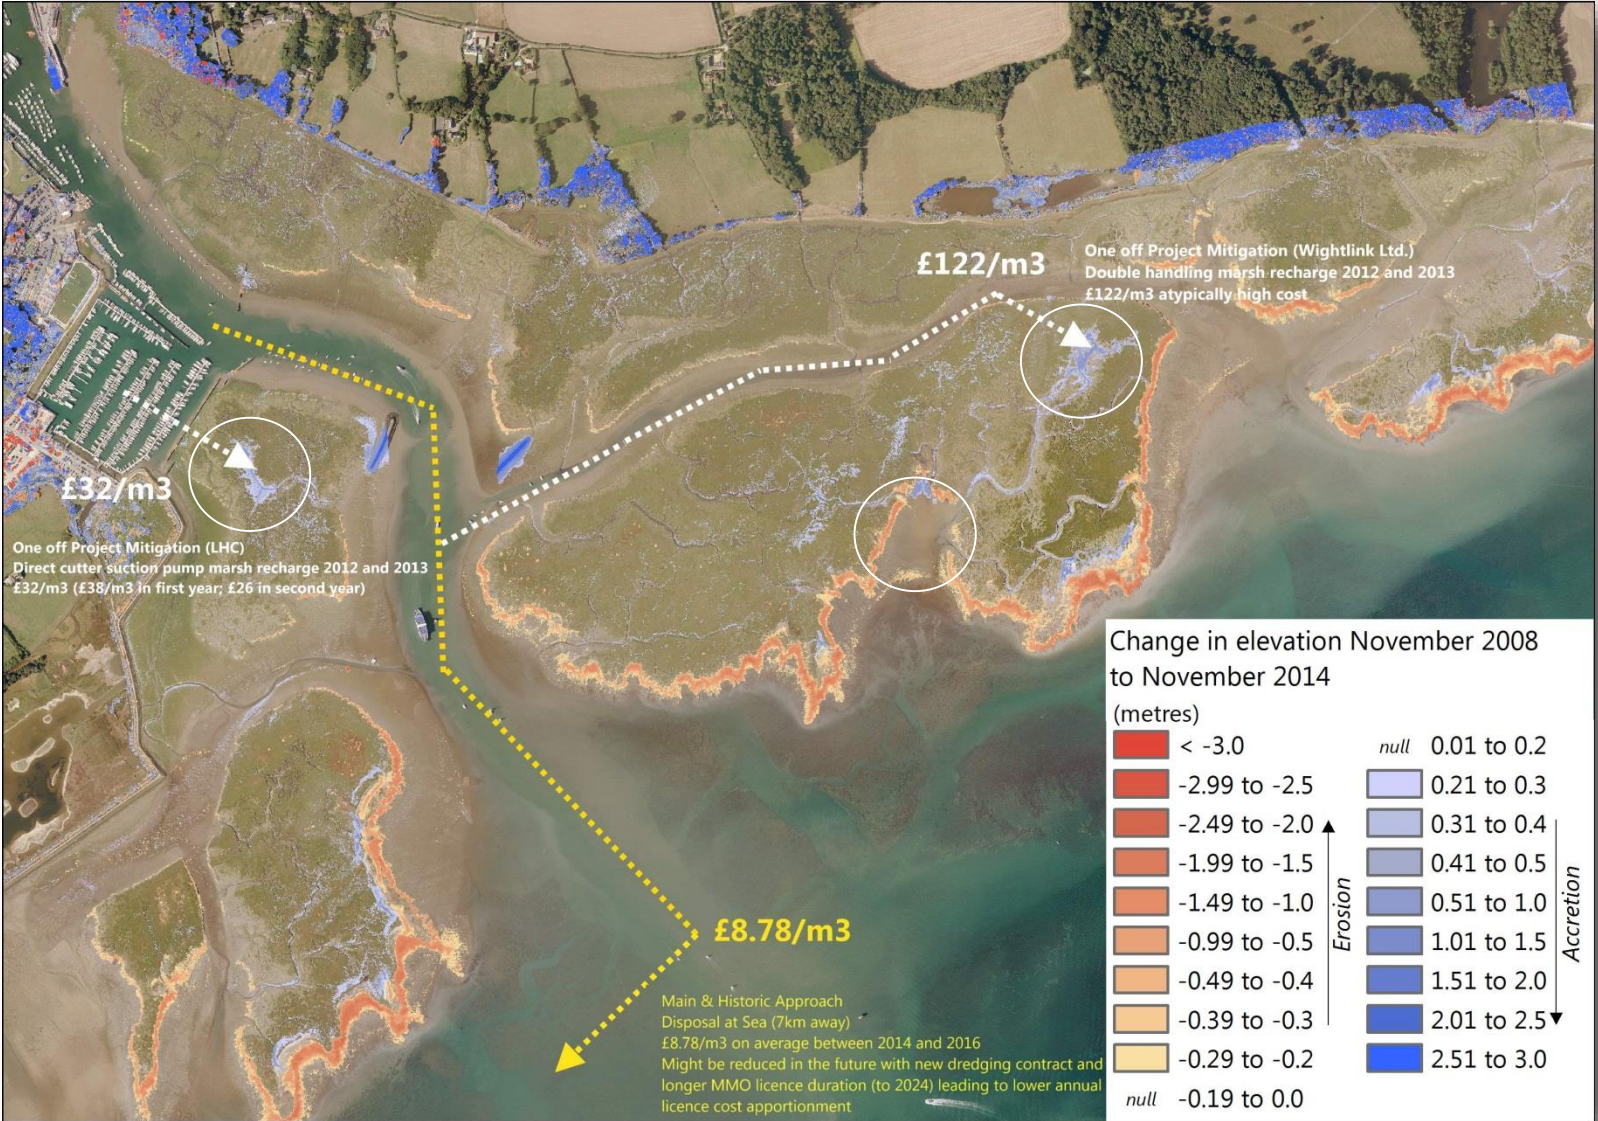 £122/m3
One off Project Mitigation (Wightlink Ltd.)
Double handling marsh recharge 2012 and 2013
£122/m3 atypically high cost
£32/m3
One off Project Mitigation (LHC)
Direct cutter suction pump marsh recharge 2012 and 2013
£32/m3 (£38/m3 in first year; £26 in second year)
£8.78/m3
Main & Historic Approach
Disposal at Sea (7km away)
£8.78/m3 on average between 2014 and 2016
Might be reduced in the future with new dredging contract and
longer MMO licence duration (to 2024) leading to lower annual
licence cost apportionment
Change in elevation November 2008
to November 2014
(metres)
< -3.0
-2.99 to -2.5
-2.49 to -2.0
-1.99 to -1.5
-1.49 to -1.0
-0.99 to -0.5
-0.49 to -0.4
-0.39 to -0.3
-0.29 to -0.2
null -0.19 to 0.0
Erosion
null 0.01 to 0.2
0.21 to 0.3
0.31 to 0.4
0.41 to 0.5
0.51 to 1.0
1.01 to 1.5
1.51 to 2.0
2.01 to 2.5
2.51 to 3.0
Accretion